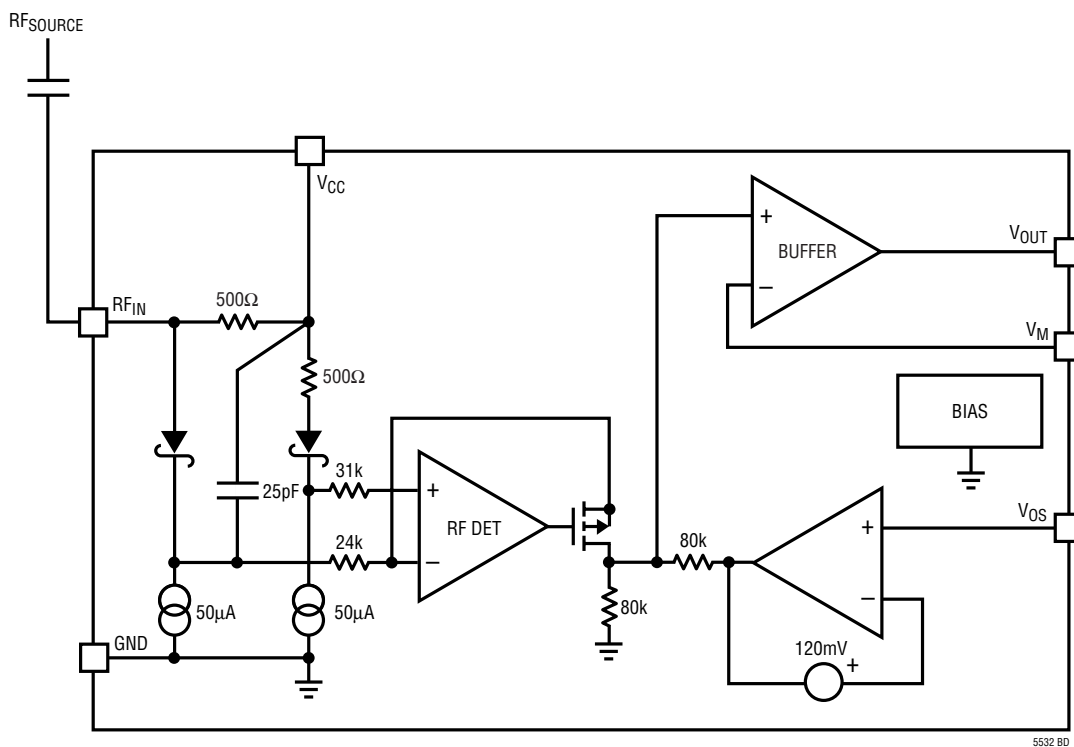 RFSOURCE
VCC
BUFFER
+
−
VOUT
VM
RFIN
500Ω
500Ω
BIAS
31k
25pF
+
RF DET
−
24k
VOS
+
−
80k
80k
50µA
50µA
GND
120mV
+
5532 BD